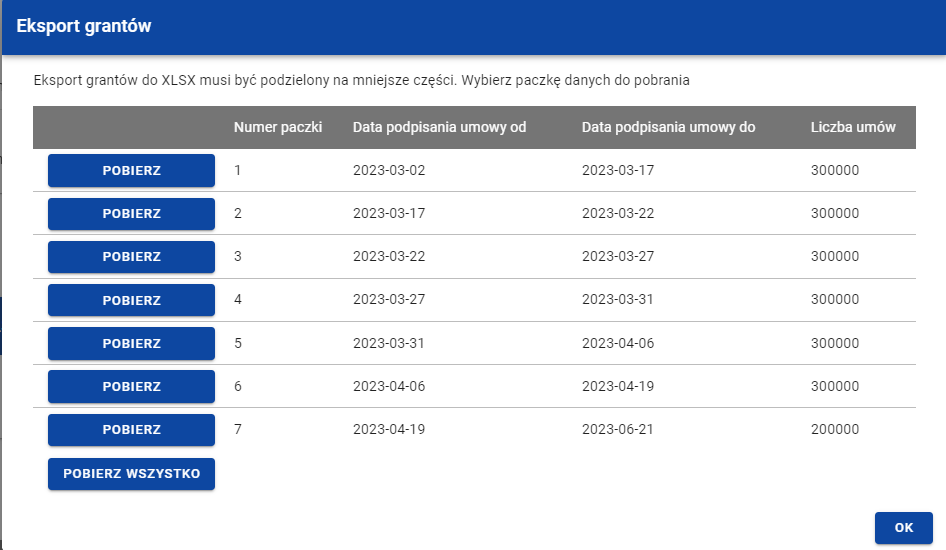 Eksport grantów
Eksport grantów do XLSX musi być podzielony na mniejsze części. Wybierz paczkę danych do pobrania
Numer paczki Data podpisania umowy od Data podpisania umowy do Liczba umów
POBIERZ 1 2023-03-02 2023-03-17 300000
POBIERZ 2 2023-03-17 2023-03-22 300000
POBIERZ 3 2023-03-22 2023-03-27 300000
POBIERZ 4 2023-03-27 2023-03-31 300000
POBIERZ 5 2023-03-31 2023-04-06 300000
POBIERZ 6 2023-04-06 2023-04-19 300000
POBIERZ 7 2023-04-19 2023-06-21 200000
POBIERZ WSZYSTKO
OK